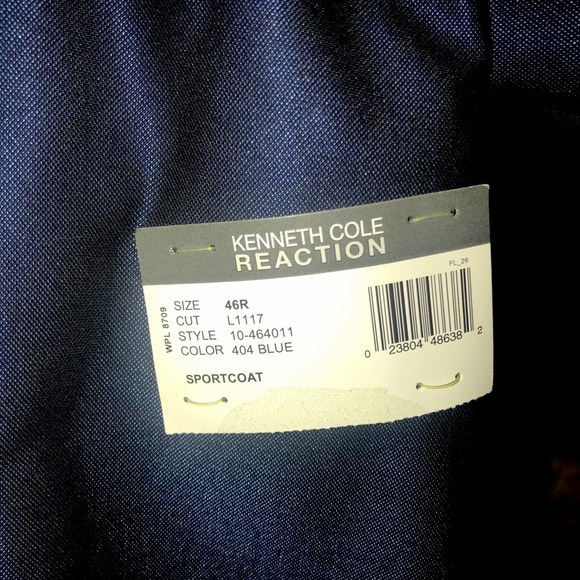 KENNETH COLE
REACTION
FL_26
WPL 8709
SIZE 46R
CUT L1117
STYLE 10-464011
COLOR 404 BLUE
SPORTCOAT
0 23804 48638 2